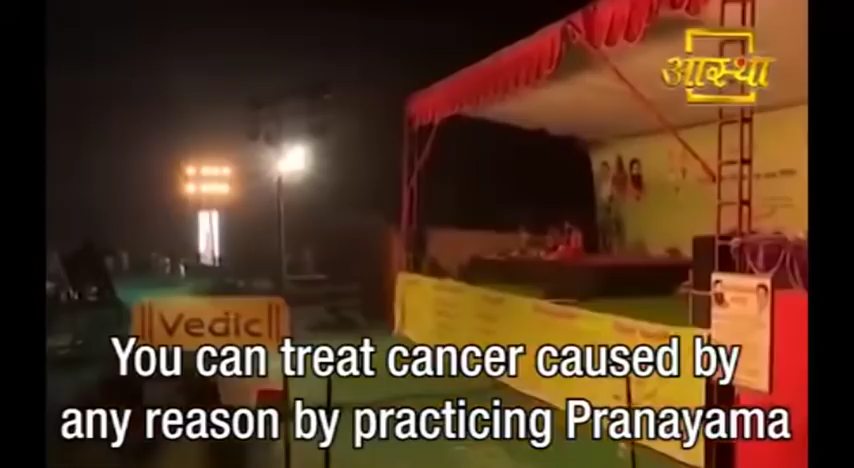 आस्था
Vedic
You can treat cancer caused by
any reason by practicing Pranayama